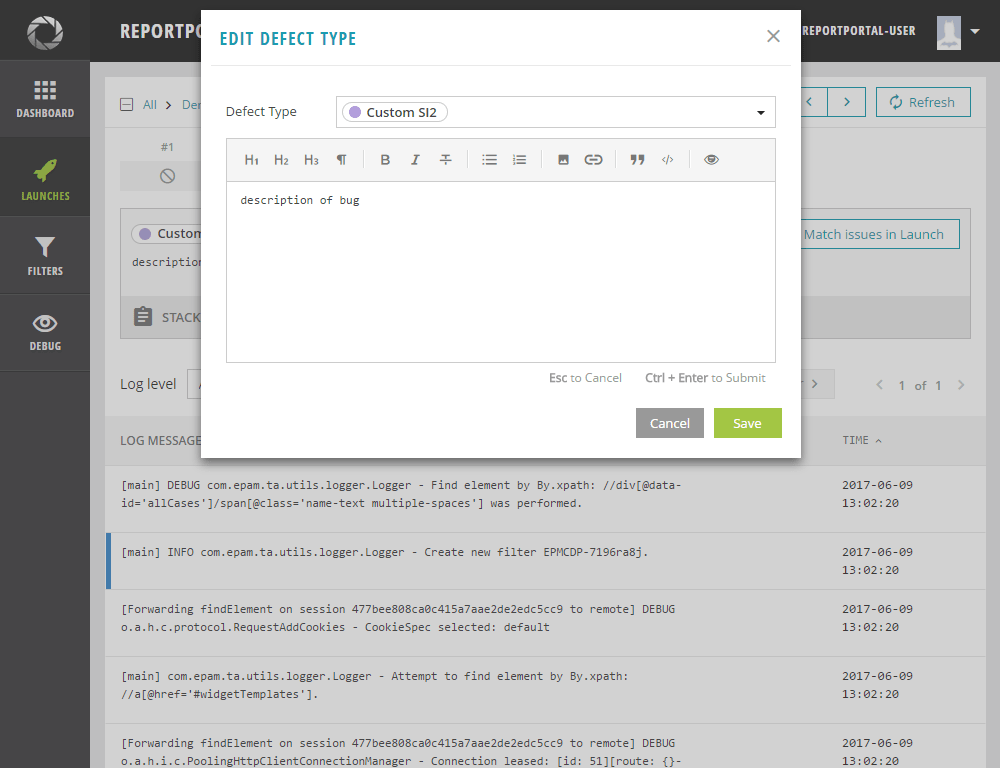 REPORTPO
EDIT DEFECT TYPE
REPORTPORTAL-USER
DASHBOARD
LAUNCHES
FILTERS
DEBUG
All
Refresh
#1
Defect Type
Custom SI2
H1 H2 H3 ¶ B I T </>
description of bug
Custom
description
Match issues in Launch
STACK
Esc to Cancel Ctrl + Enter to Submit
Log level
1 of 1
Cancel Save
LOG MESSAGE
TIME
[main] DEBUG com.epam.ta.utils.logger.Logger - Find element by By.xpath: //div[@data-
id='allCases']/span[@class='name-text multiple-spaces'] was performed.
2017-06-09
13:02:20
[main] INFO com.epam.ta.utils.logger.Logger - Create new filter EPMCDP-7196ra8j.
2017-06-09
13:02:20
[Forwarding findElement on session 477bee808ca0c415a7aae2de2edc5cc9 to remote] DEBUG
o.a.h.c.protocol.RequestAddCookies - CookieSpec selected: default
2017-06-09
13:02:20
[main] com.epam.ta.utils.logger.Logger - Attempt to find element by By.xpath:
//a[@href='#widgetTemplates'].
2017-06-09
13:02:20
[Forwarding findElement on session 477bee808ca0c415a7aae2de2edc5cc9 to remote] DEBUG
o.a.h.i.c.PoolingHttpClientConnectionManager - Connection leased: [id: 51][route: {}-
2017-06-09
13:02:20